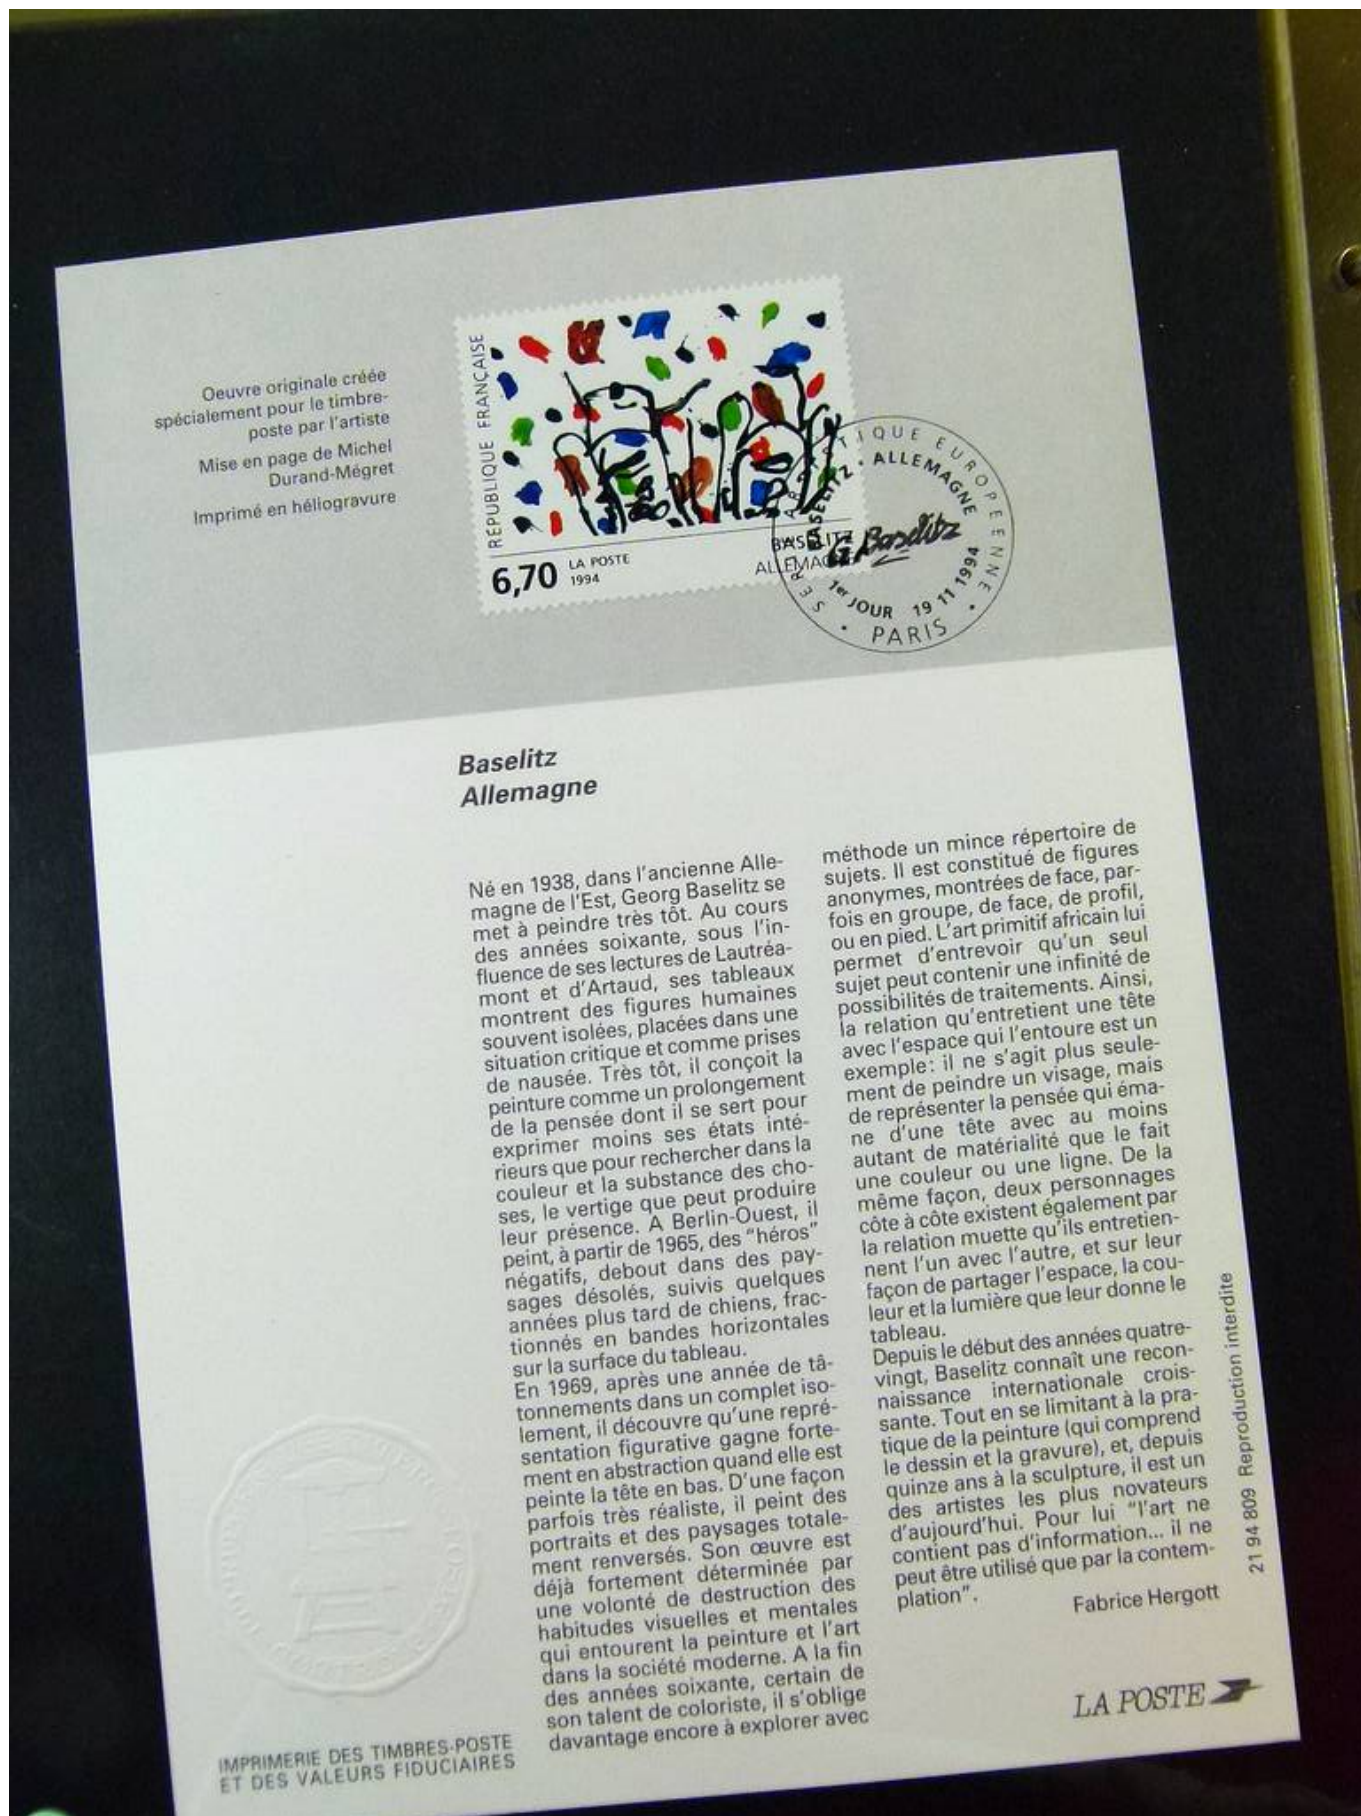 Oeuvre originale créée
spécialement pour le timbre-
poste par l'artiste
Mise en page de Michel
Durand-Mégret
Imprimé en héliogravure
RÉPUBLIQUE FRANÇAISE
6,70
LA POSTE
1994
BASELITZ
ALLEMAGNE
EUROPEENNE
BASELITZ · ALLEMAGNE
G. Baselitz
1er JOUR 19 11 1994
PARIS
Baselitz
Allemagne
Né en 1938, dans l'ancienne Alle-
magne de l'Est, Georg Baselitz se
met à peindre très tôt. Au cours
des années soixante, sous l'in-
fluence de ses lectures de Lautréa-
mont et d'Artaud, ses tableaux
montrent des figures humaines
souvent isolées, placées dans une
situation critique et comme prises
de nausée. Très tôt, il conçoit la
peinture comme un prolongement
de la pensée dont il se sert pour
exprimer moins ses états inté-
rieurs que pour rechercher dans la
couleur et la substance des cho-
ses, le vertige que peut produire
leur présence. A Berlin-Ouest, il
peint, à partir de 1965, des "héros"
négatifs, debout dans des pay-
sages désolés, suivis quelques
années plus tard de chiens, frac-
tionnés en bandes horizontales
sur la surface du tableau.
En 1969, après une année de tâ-
tonnements dans un complet iso-
lement, il découvre qu'une repré-
sentation figurative gagne forte-
ment en abstraction quand elle est
peinte la tête en bas. D'une façon
parfois très réaliste, il peint des
portraits et des paysages totale-
ment renversés. Son œuvre est
déjà fortement déterminée par
une volonté de destruction des
habitudes visuelles et mentales
qui entourent la peinture et l'art
dans la société moderne. A la fin
des années soixante, certain de
son talent de coloriste, il s'oblige
davantage encore à explorer avec
méthode un mince répertoire de
sujets. Il est constitué de figures
anonymes, montrées de face, par-
fois en groupe, de face, de profil,
ou en pied. L'art primitif africain lui
permet d'entrevoir qu'un seul
sujet peut contenir une infinité de
possibilités de traitements. Ainsi,
la relation qu'entretient une tête
avec l'espace qui l'entoure est un
exemple: il ne s'agit plus seule-
ment de peindre un visage, mais
de représenter la pensée qui éma-
ne d'une tête avec au moins
autant de matérialité que le fait
une couleur ou une ligne. De la
même façon, deux personnages
côte à côte existent également par
la relation muette qu'ils entretien-
nent l'un avec l'autre, et sur leur
façon de partager l'espace, la cou-
leur et la lumière que leur donne le
tableau.
Depuis le début des années quatre-
vingt, Baselitz connaît une recon-
naissance internationale crois-
sante. Tout en se limitant à la pra-
tique de la peinture (qui comprend
le dessin et la gravure), et, depuis
quinze ans à la sculpture, il est un
des artistes les plus novateurs
d'aujourd'hui. Pour lui "l'art ne
contient pas d'information... il ne
peut être utilisé que par la contem-
plation".
Fabrice Hergott
21 94 809 Reproduction interdite
LA POSTE
IMPRIMERIE DES TIMBRES-POSTE
ET DES VALEURS FIDUCIAIRES